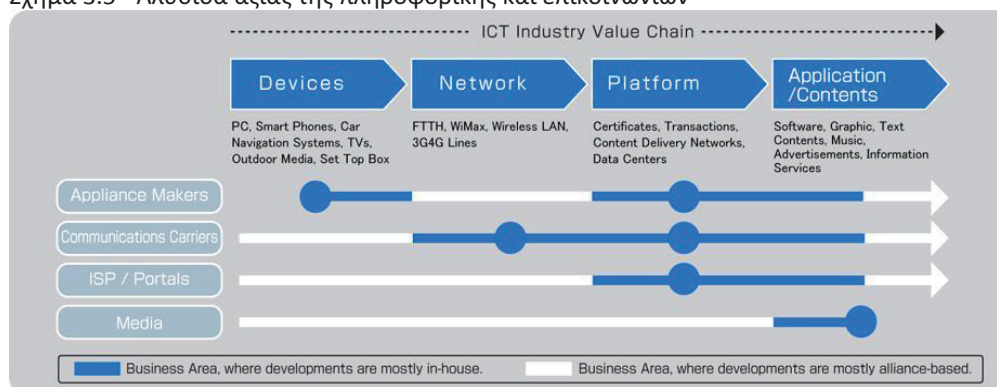 Σχήμα 3.3 - Αλυσίδα αξίας της πληροφορικής και επικοινωνιών
ICT Industry Value Chain
Devices
Network
Platform
Application
/Contents
PC, Smart Phones, Car
Navigation Systems, TVs,
Outdoor Media, Set Top Box
FTTH, WiMax, Wireless LAN,
3G4G Lines
Certificates, Transactions,
Content Delivery Networks,
Data Centers
Software, Graphic, Text
Contents, Music,
Advertisements, Information
Services
Appliance Makers
Communications Carriers
ISP / Portals
Media
Business Area, where developments are mostly in-house.
Business Area, where developments are mostly alliance-based.